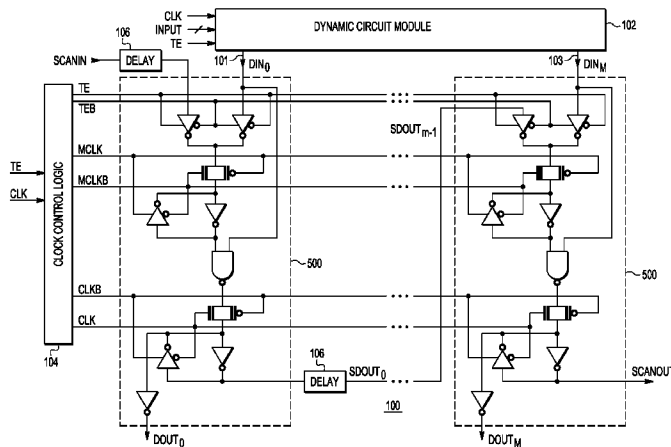 CLK
INPUT
TE
DYNAMIC CIRCUIT MODULE
102
106
SCANIN
DELAY
101
DIN0
103
DINM
TE
TEB
SDOUTm-1
MCLK
MCLKB
TE
CLK
CLOCK CONTROL LOGIC
500
500
CLKB
CLK
104
106
DELAY
SDOUT0
SCANOUT
100
DOUT0
DOUTM